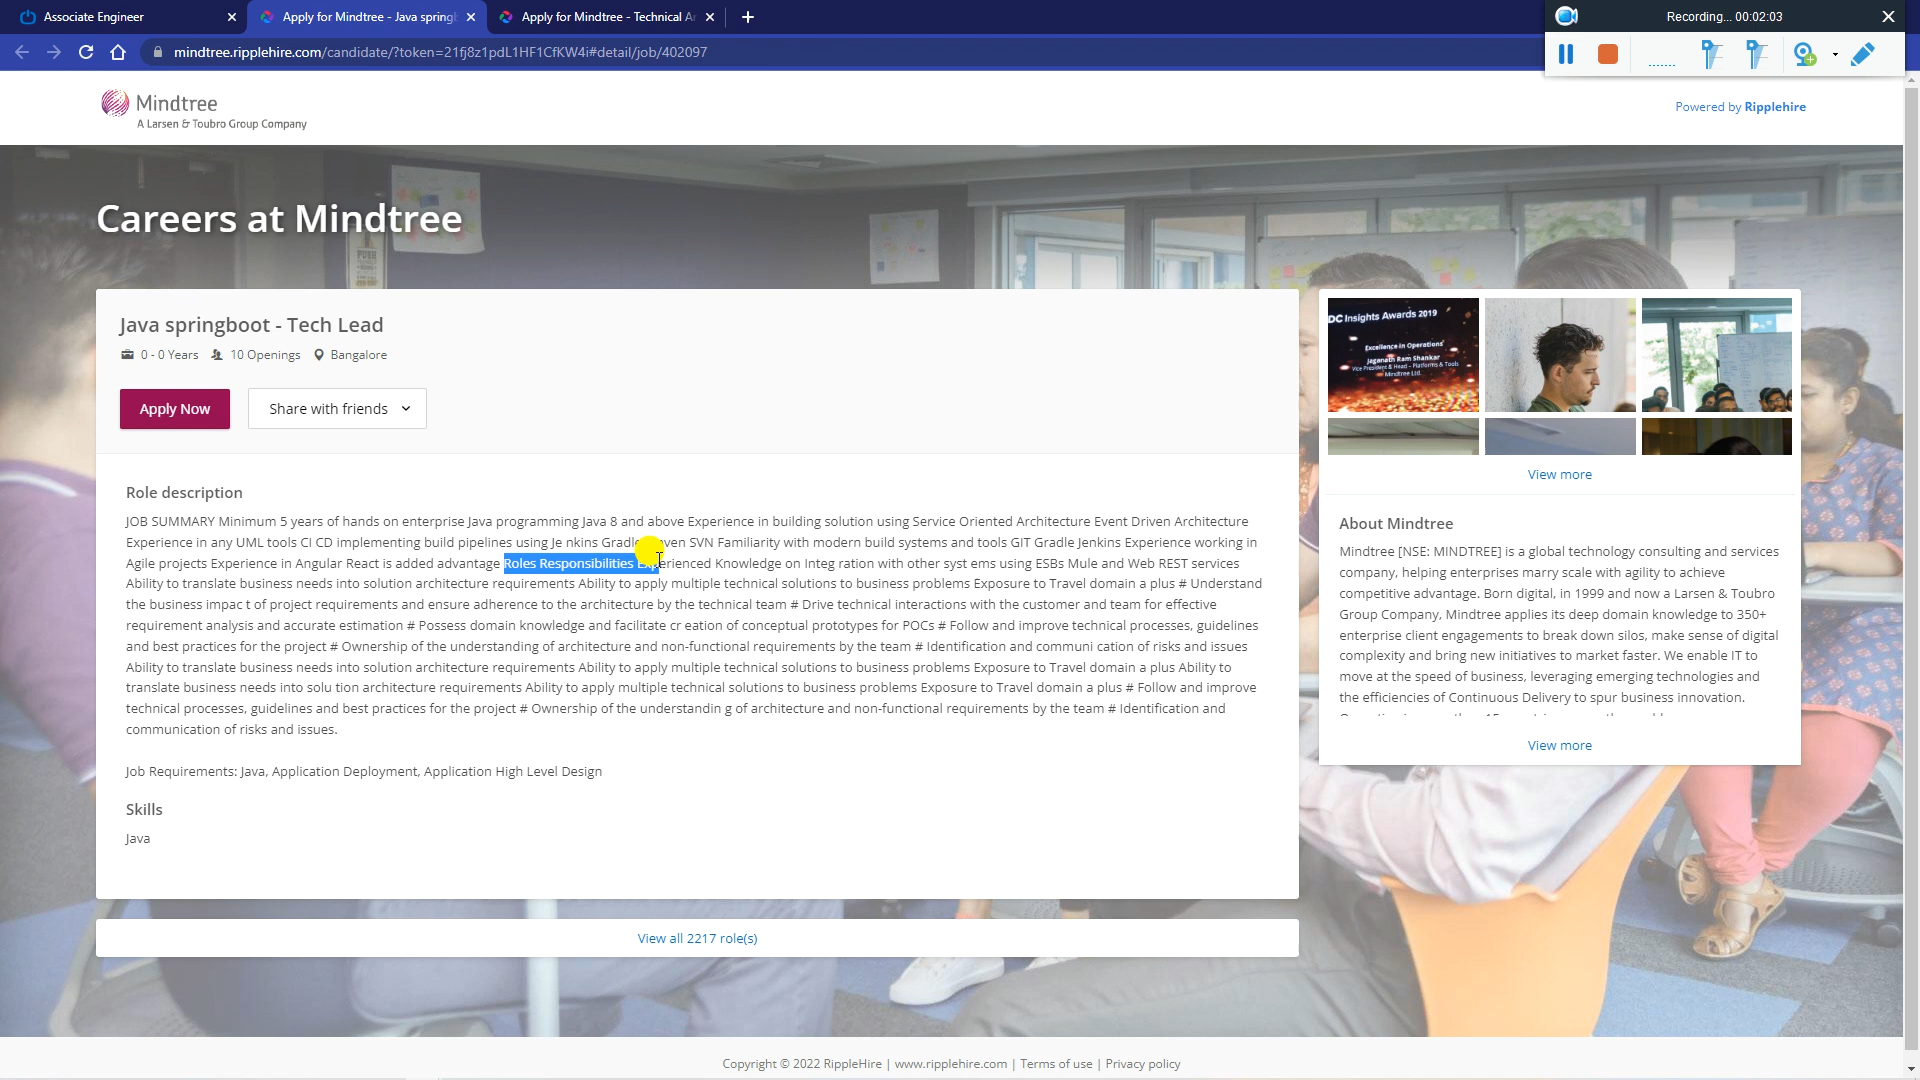 Associate Engineer
Apply for Mindtree - Java springb
Apply for Mindtree - Technical Ar
Recording... 00:02:03
mindtree.ripplehire.com/candidate/?token=21fj8z1pdL1HF1CfKW4i#detail/job/402097
Mindtree
A Larsen & Toubro Group Company
Powered by Ripplehire
Careers at Mindtree
Java springboot - Tech Lead
0 - 0 Years 10 Openings Bangalore
Apply Now
Share with friends
Role description
JOB SUMMARY Minimum 5 years of hands on enterprise Java programming Java 8 and above Experience in building solution using Service Oriented Architecture Event Driven Architecture
Experience in any UML tools CI CD implementing build pipelines using Je nkins Gradle ven SVN Familiarity with modern build systems and tools GIT Gradle Jenkins Experience working in
Agile projects Experience in Angular React is added advantage Roles Responsibilities Experienced Knowledge on Integ ration with other syst ems using ESBs Mule and Web REST services
Ability to translate business needs into solution architecture requirements Ability to apply multiple technical solutions to business problems Exposure to Travel domain a plus # Understand
the business impac t of project requirements and ensure adherence to the architecture by the technical team # Drive technical interactions with the customer and team for effective
requirement analysis and accurate estimation # Possess domain knowledge and facilitate cr eation of conceptual prototypes for POCs # Follow and improve technical processes, guidelines
and best practices for the project # Ownership of the understanding of architecture and non-functional requirements by the team # Identification and communi cation of risks and issues
Ability to translate business needs into solution architecture requirements Ability to apply multiple technical solutions to business problems Exposure to Travel domain a plus Ability to
translate business needs into solu tion architecture requirements Ability to apply multiple technical solutions to business problems Exposure to Travel domain a plus # Follow and improve
technical processes, guidelines and best practices for the project # Ownership of the understandin g of architecture and non-functional requirements by the team # Identification and
communication of risks and issues.
Job Requirements: Java, Application Deployment, Application High Level Design
Skills
Java
View all 2217 role(s)
DC Insights Awards 2019
Excellence in Operations
Jaganath Ram Shankar
Vice President & Head - Platforms & Tools
Mindtree Ltd.
View more
About Mindtree
Mindtree [NSE: MINDTREE] is a global technology consulting and services
company, helping enterprises marry scale with agility to achieve
competitive advantage. Born digital, in 1999 and now a Larsen & Toubro
Group Company, Mindtree applies its deep domain knowledge to 350+
enterprise client engagements to break down silos, make sense of digital
complexity and bring new initiatives to market faster. We enable IT to
move at the speed of business, leveraging emerging technologies and
the efficiencies of Continuous Delivery to spur business innovation.
View more
Copyright © 2022 RippleHire | www.ripplehire.com | Terms of use | Privacy policy